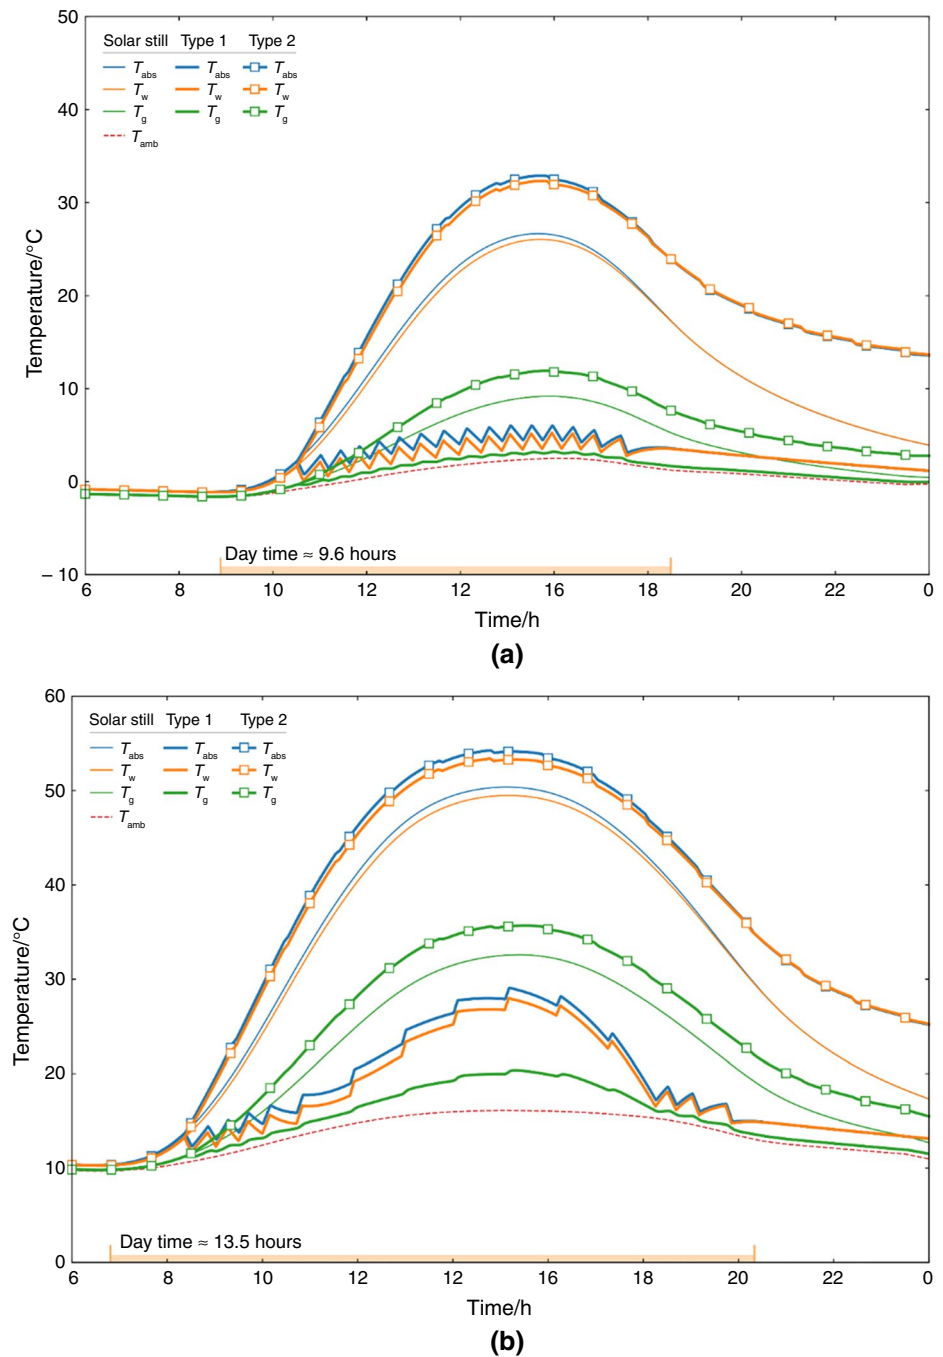 50
40
30
20
10
0
– 10
Temperature/°C
Solar still Type 1 Type 2
Tabs Tabs Tabs
Tw Tw Tw
Tg Tg Tg
Tamb
Day time ≈ 9.6 hours
6 8 10 12 12 16 18 20 22 0
Time/h
(a)
60
50
40
30
20
10
0
Temperature/°C
Solar still Type 1 Type 2
Tabs Tabs Tabs
Tw Tw Tw
Tg Tg Tg
Tamb
Day time ≈ 13.5 hours
6 8 10 12 12 16 18 20 22 0
Time/h
(b)